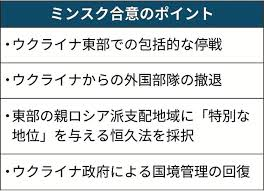 ミンスク合意のポイント
・ウクライナ東部での包括的な停戦
・ウクライナからの外国部隊の撤退
・東部の親ロシア派支配地域に「特別な
地位」を与える恒久法を採択
・ウクライナ政府による国境管理の回復